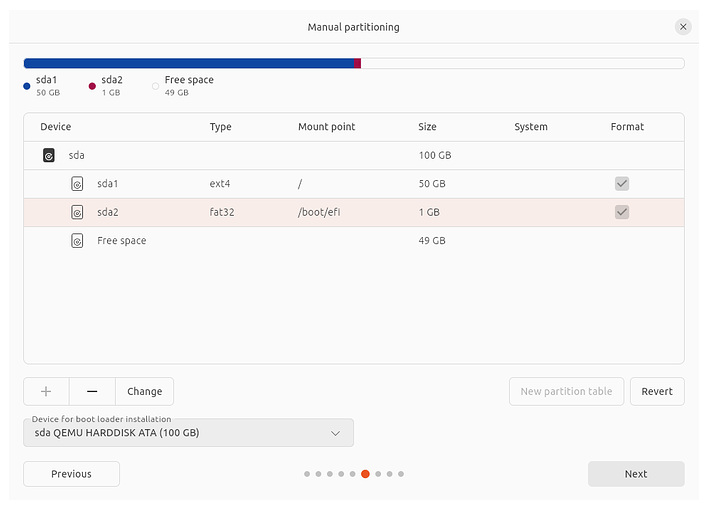 Manual partitioning
sda1 sda2 Free space
50 GB 1 GB 49 GB
Device Type Mount point Size System Format
sda 100 GB
sda1 ext4 / 50 GB
sda2 fat32 /boot/efi 1 GB
Free space 49 GB
+ − Change New partition table Revert
Device for boot loader installation
sda QEMU HARDDISK ATA (100 GB)
Previous Next